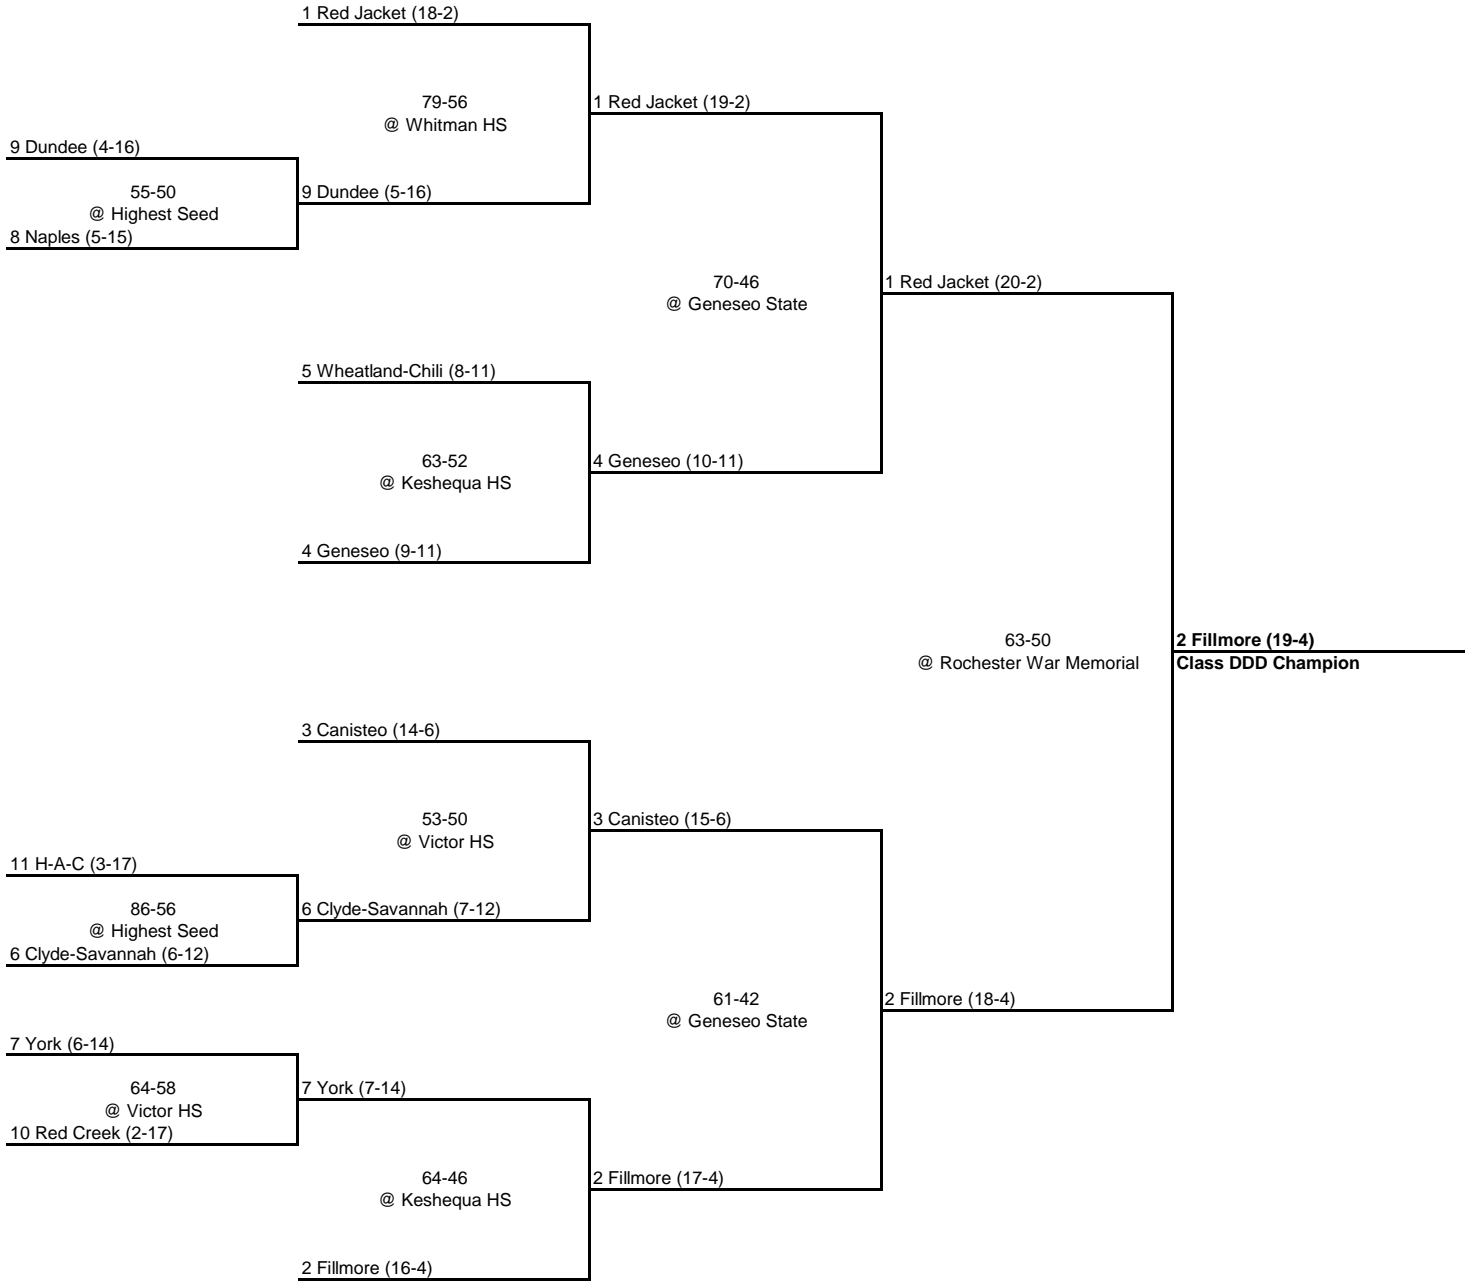 1 Red Jacket (18-2)
79-56
@ Whitman HS
1 Red Jacket (19-2)
9 Dundee (4-16)
55-50
@ Highest Seed
9 Dundee (5-16)
8 Naples (5-15)
70-46
@ Geneseo State
1 Red Jacket (20-2)
5 Wheatland-Chili (8-11)
63-52
@ Keshequa HS
4 Geneseo (10-11)
4 Geneseo (9-11)
63-50
@ Rochester War Memorial
2 Fillmore (19-4)
Class DDD Champion
3 Canisteo (14-6)
53-50
@ Victor HS
3 Canisteo (15-6)
11 H-A-C (3-17)
86-56
@ Highest Seed
6 Clyde-Savannah (7-12)
6 Clyde-Savannah (6-12)
61-42
@ Geneseo State
2 Fillmore (18-4)
7 York (6-14)
64-58
@ Victor HS
7 York (7-14)
10 Red Creek (2-17)
64-46
@ Keshequa HS
2 Fillmore (17-4)
2 Fillmore (16-4)